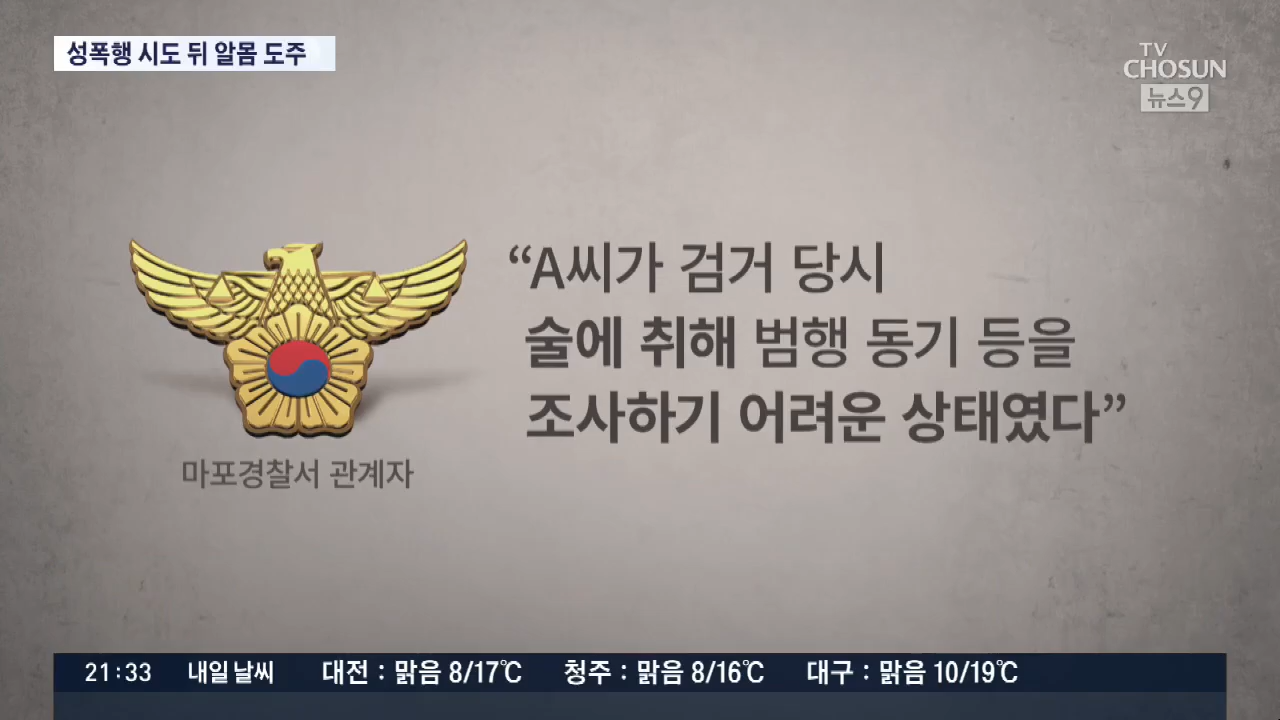 성폭행 시도 뒤 알몸 도주
TV
CHOSUN
뉴스9
“A씨가 검거 당시
술에 취해 범행 동기 등을
조사하기 어려운 상태였다”
마포경찰서 관계자
21:33 내일 날씨 대전 : 맑음 8/17℃ 청주 : 맑음 8/16℃ 대구 : 맑음 10/19℃